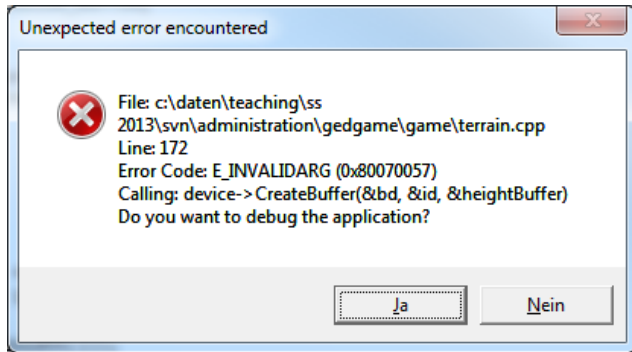 Unexpected error encountered
File: c:\daten\teaching\ss
2013\svn\administration\gedgame\game\terrain.cpp
Line: 172
Error Code: E_INVALIDARG (0x80070057)
Calling: device->CreateBuffer(&bd, &id, &heightBuffer)
Do you want to debug the application?
Ja
Nein